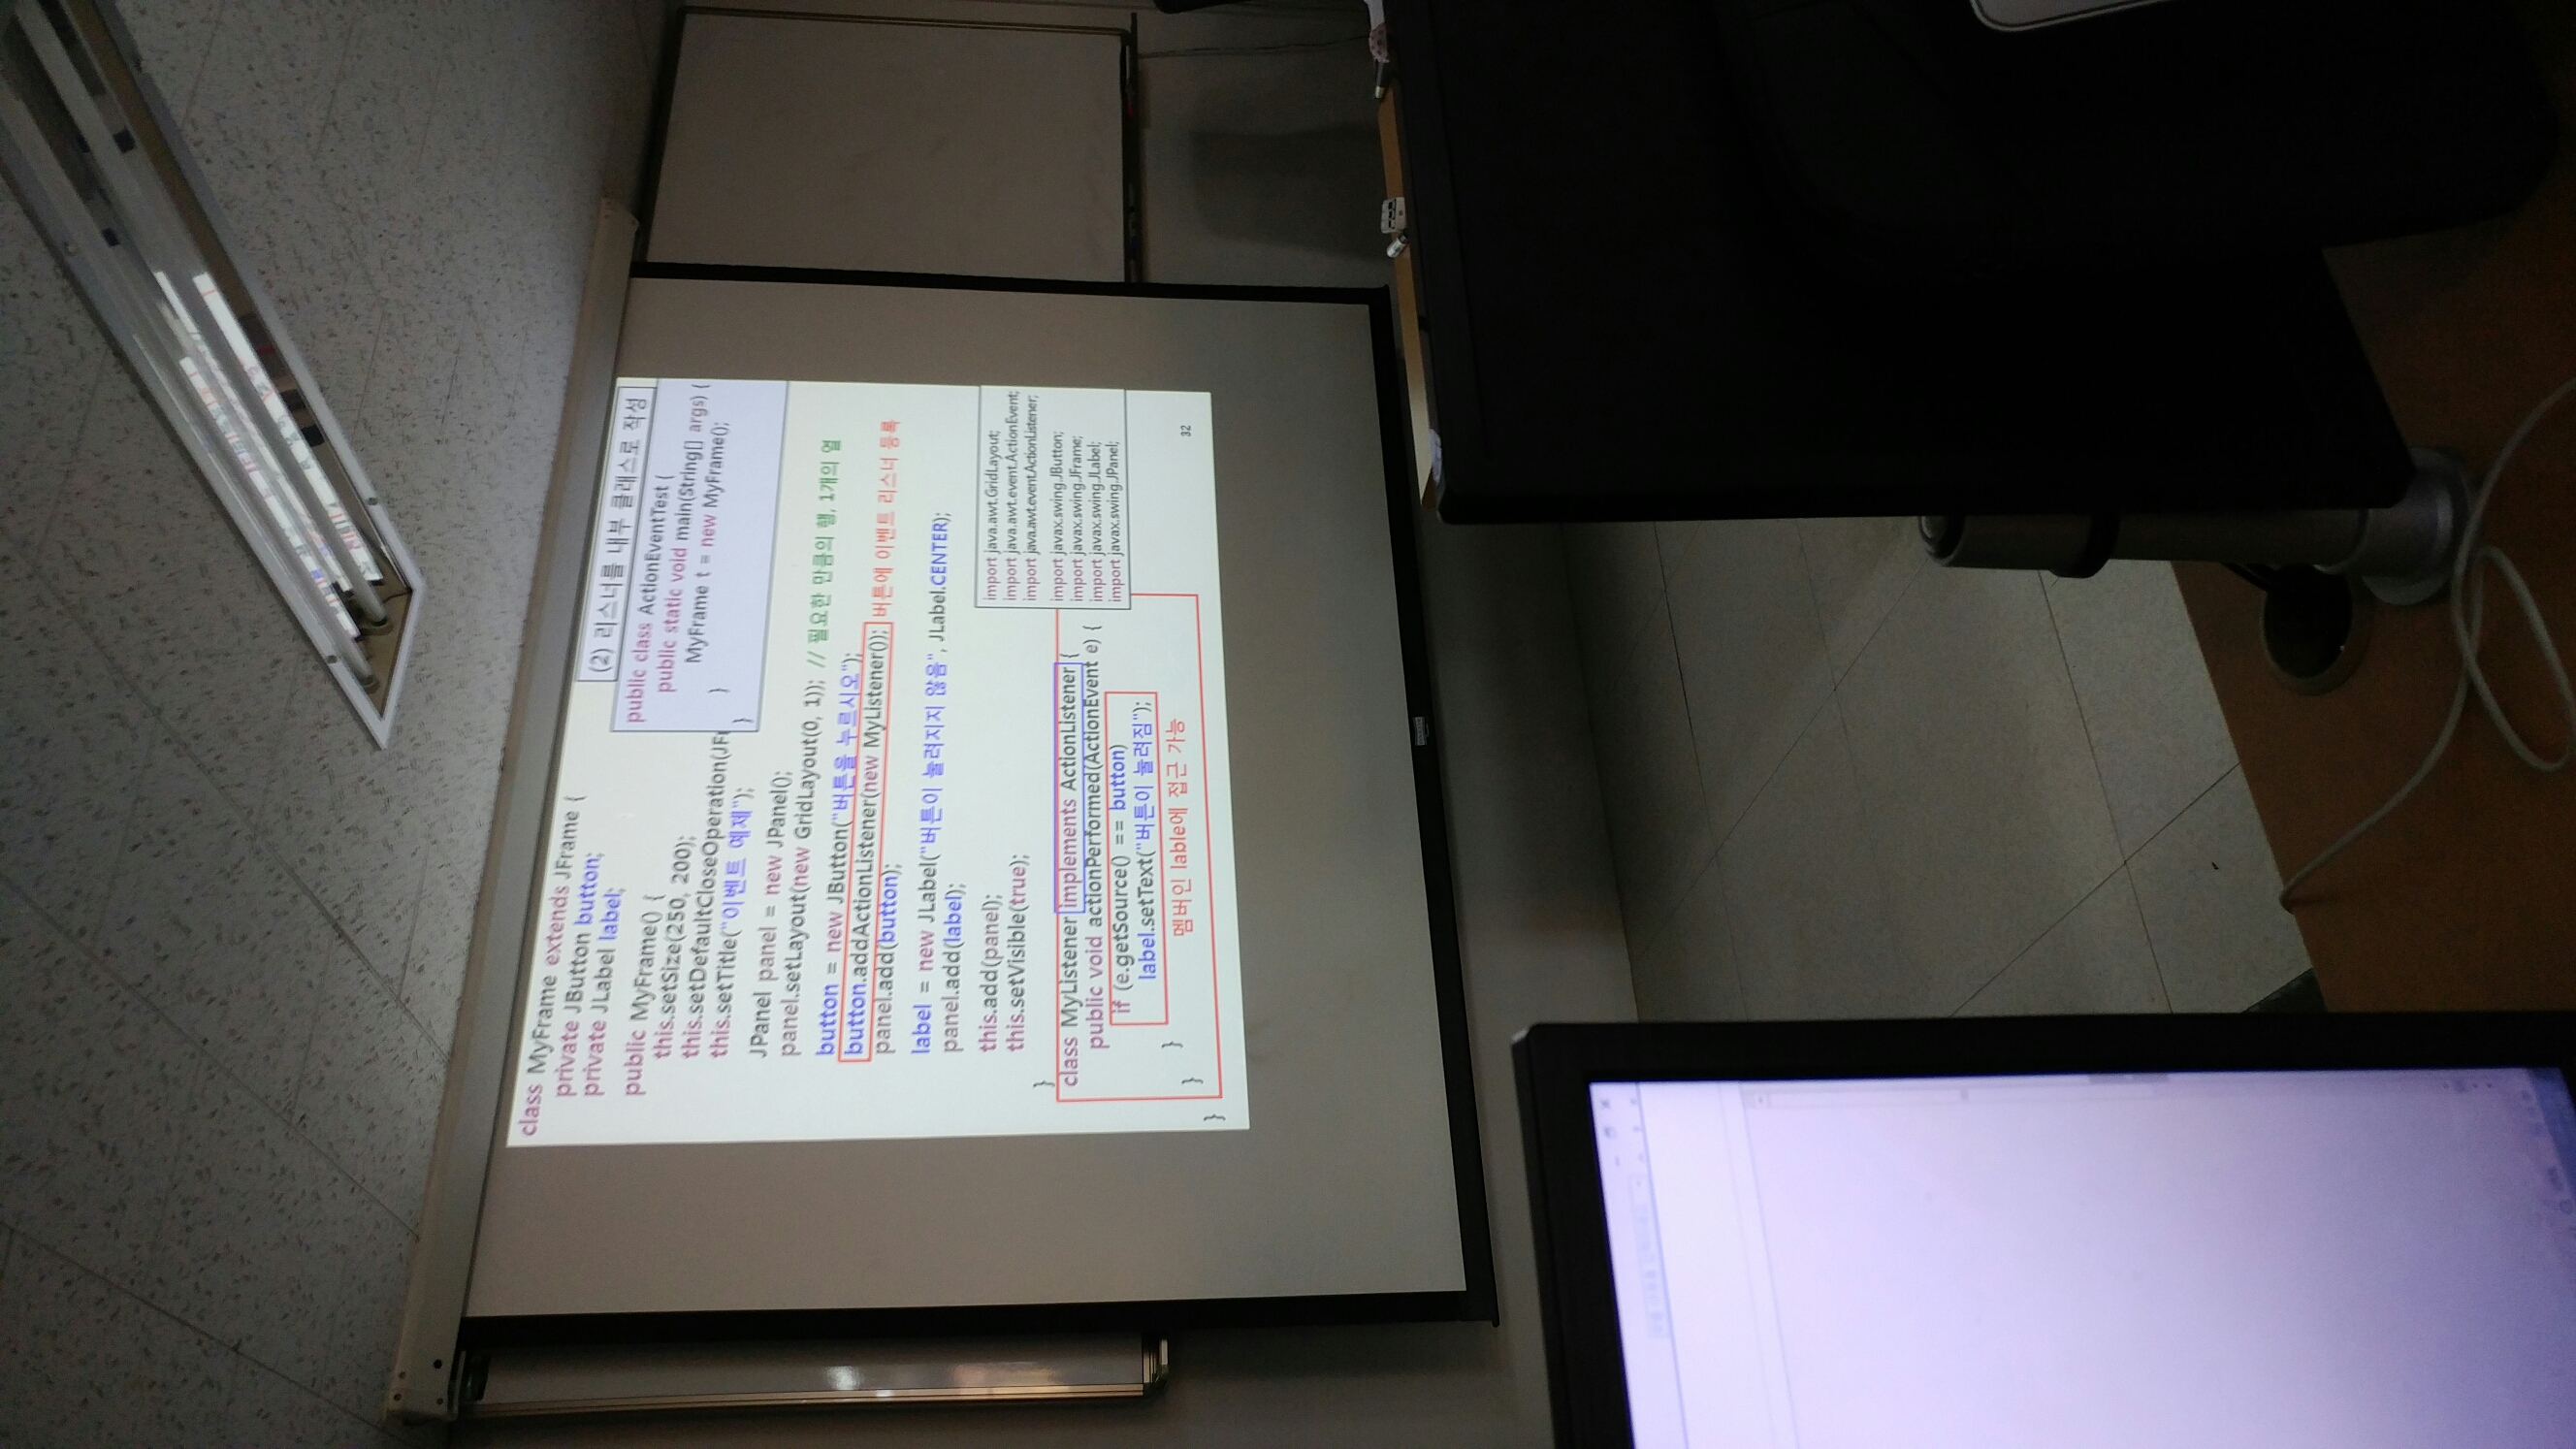 class MyFrame extends JFrame {
private JButton button;
private JLabel label;
public MyFrame() {
this.setSize(250, 200);
this.setDefaultCloseOperation(JF
this.setTitle("이벤트 예제");
JPanel panel = new JPanel();
panel.setLayout(new GridLayout(0, 1)); // 필요한 만큼의 행, 1개의 열
button = new JButton("버튼을 누르시오");
button.addActionListener(new MyListener()); 버튼에 이벤트 리스너 등록
panel.add(button);
label = new JLabel("버튼이 눌려지지 않음", JLabel.CENTER);
panel.add(label);
this.add(panel);
this.setVisible(true);
}
class MyListener implements ActionListener {
public void actionPerformed(ActionEvent e) {
if (e.getSource() == button)
label.setText("버튼이 눌려짐");
}
멤버인 lable에 접근 가능
}
}
(2) 리스너를 내부 클래스로 작성
public class ActionEventTest {
public static void main(String[] args) {
MyFrame t = new MyFrame();
}
}
import java.awt.GridLayout;
import java.awt.event.ActionEvent;
import java.awt.event.ActionListener;
import javax.swing.JButton;
import javax.swing.JFrame;
import javax.swing.JLabel;
import javax.swing.JPanel;
32